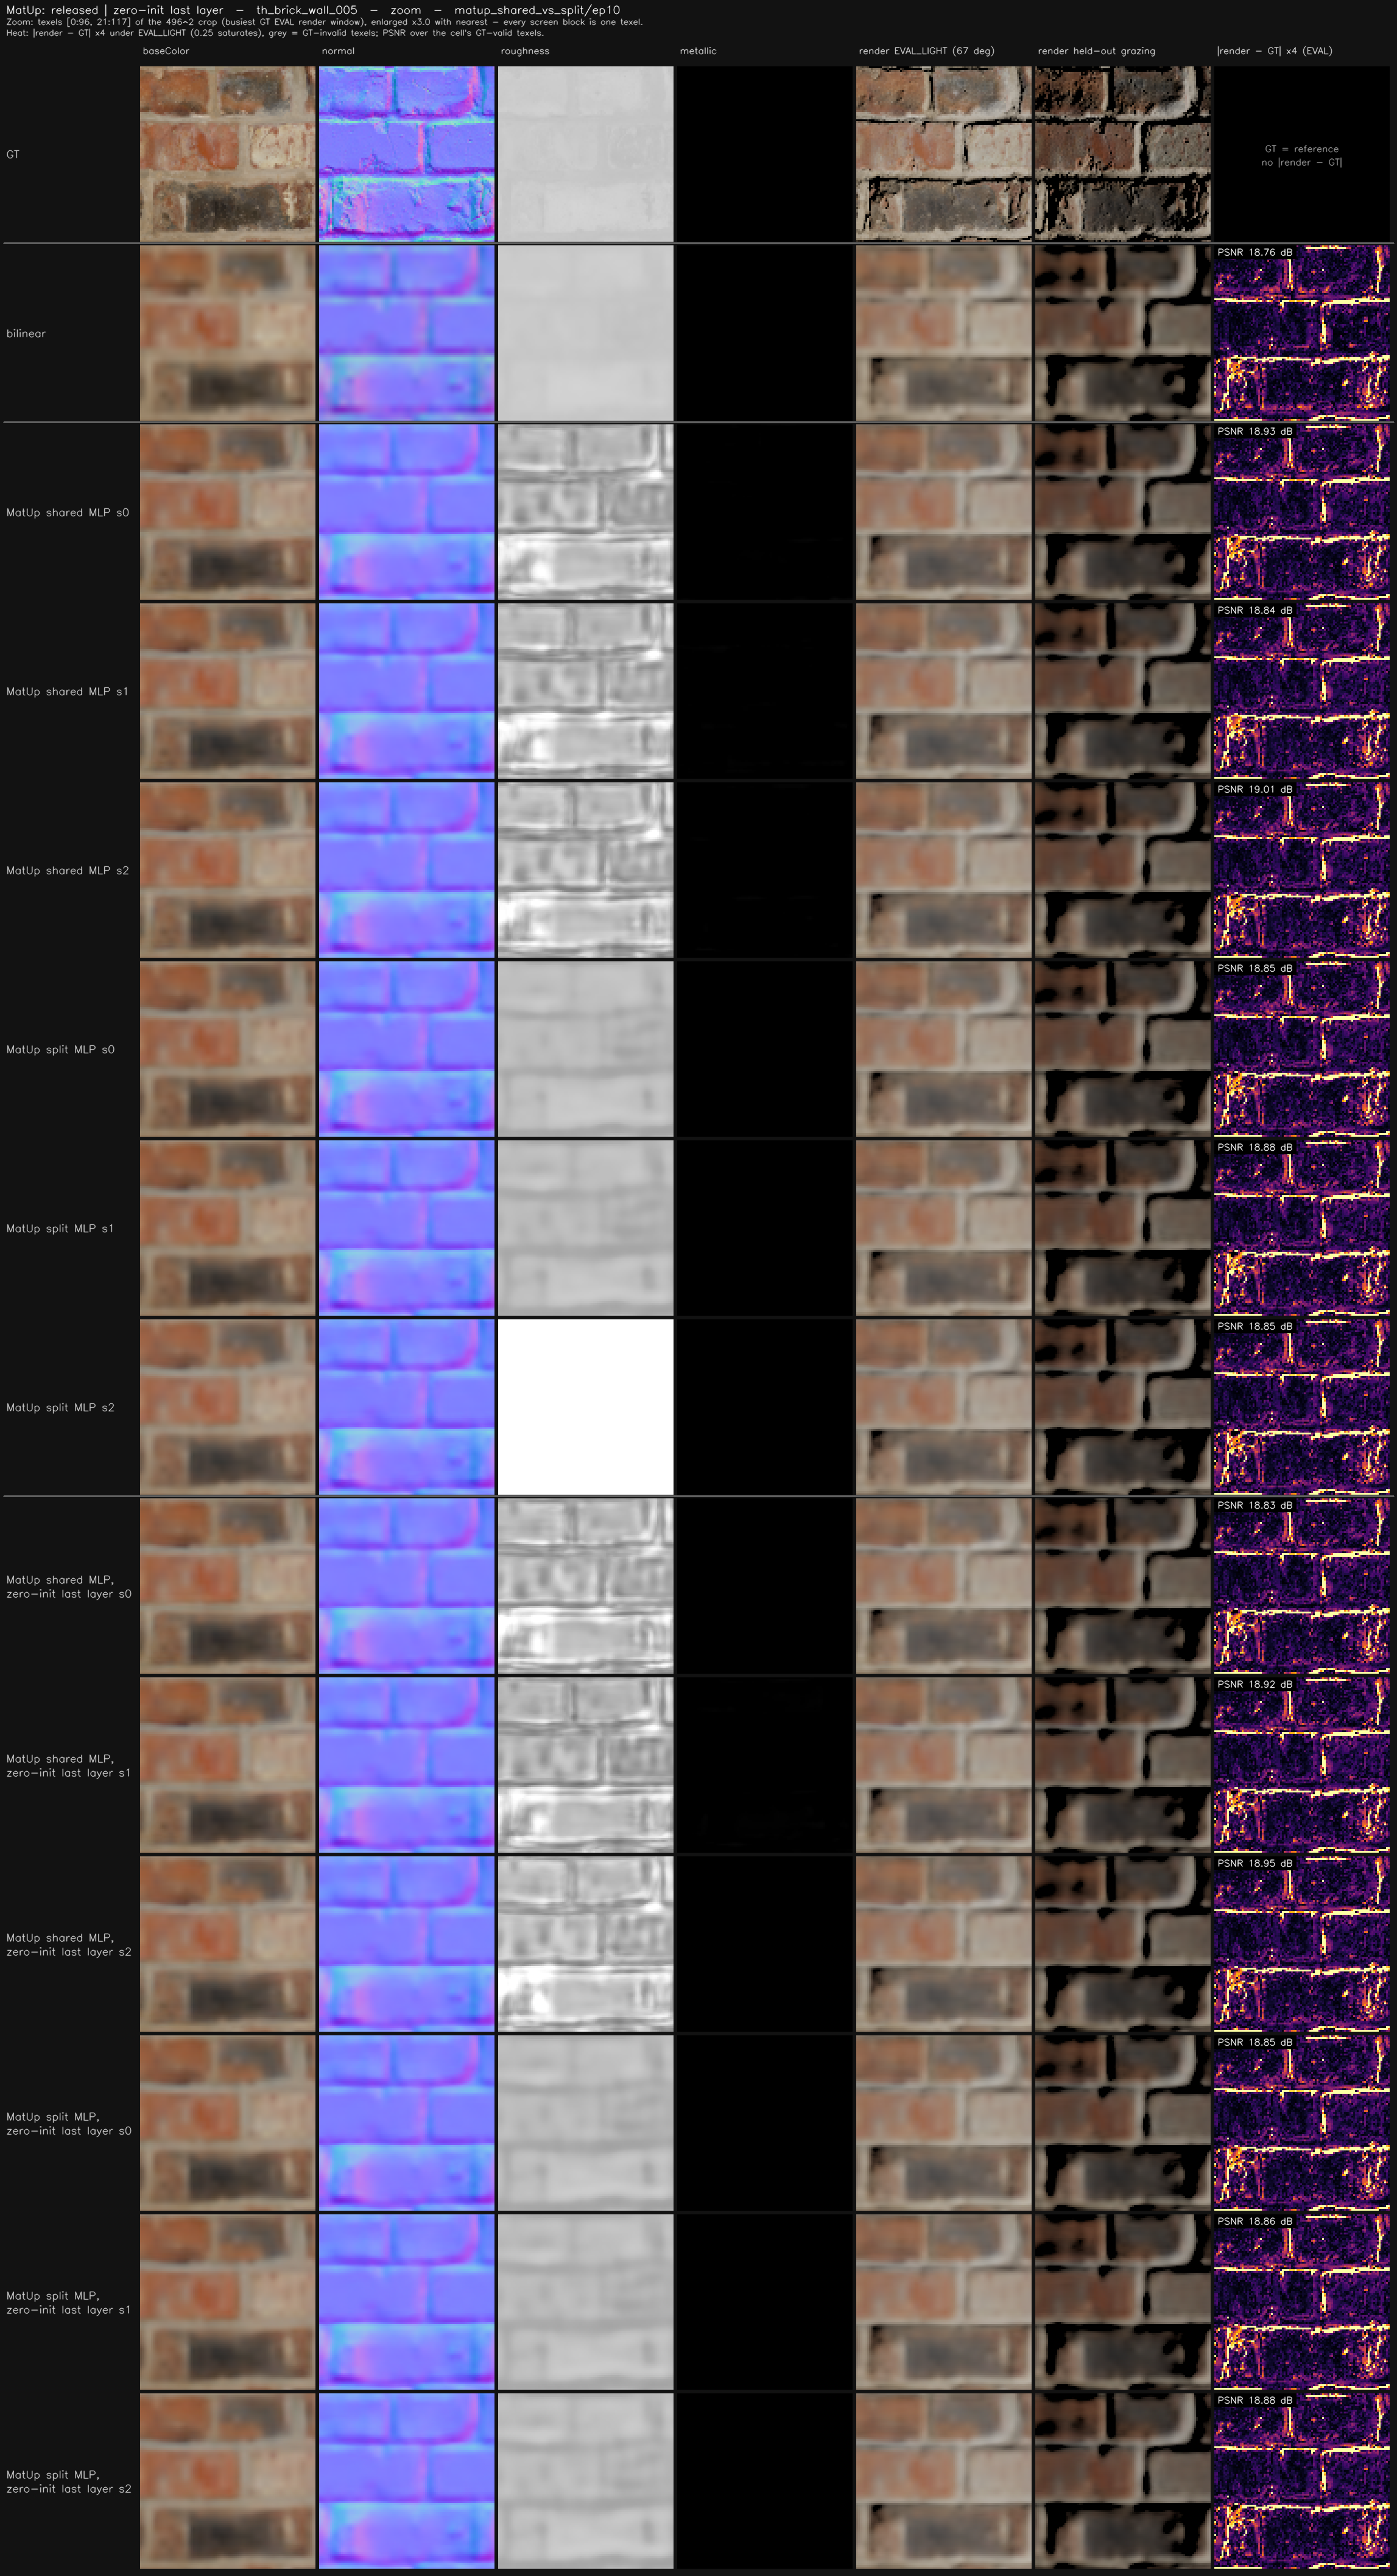 MatUp: released | zero-init last layer — th_brick_wall_005 — zoom — matup_shared_vs_split/ep10
Zoom: texels [0:96, 21:117] of the 496^2 crop (busiest GT EVAL render window), enlarged x3.0 with nearest - every screen block is one texel.
Heat: |render - GT| x4 under EVAL_LIGHT (0.25 saturates), grey = GT-invalid texels; PSNR over the cell's GT-valid texels.
baseColor normal roughness metallic render EVAL_LIGHT (67 deg) render held-out grazing |render - GT| x4 (EVAL)
GT
GT = reference
no |render - GT|
bilinear
PSNR 18.76 dB
MatUp shared MLP s0
PSNR 18.93 dB
MatUp shared MLP s1
PSNR 18.84 dB
MatUp shared MLP s2
PSNR 19.01 dB
MatUp split MLP s0
PSNR 18.85 dB
MatUp split MLP s1
PSNR 18.88 dB
MatUp split MLP s2
PSNR 18.85 dB
MatUp shared MLP,
zero-init last layer s0
PSNR 18.83 dB
MatUp shared MLP,
zero-init last layer s1
PSNR 18.92 dB
MatUp shared MLP,
zero-init last layer s2
PSNR 18.95 dB
MatUp split MLP,
zero-init last layer s0
PSNR 18.85 dB
MatUp split MLP,
zero-init last layer s1
PSNR 18.86 dB
MatUp split MLP,
zero-init last layer s2
PSNR 18.88 dB